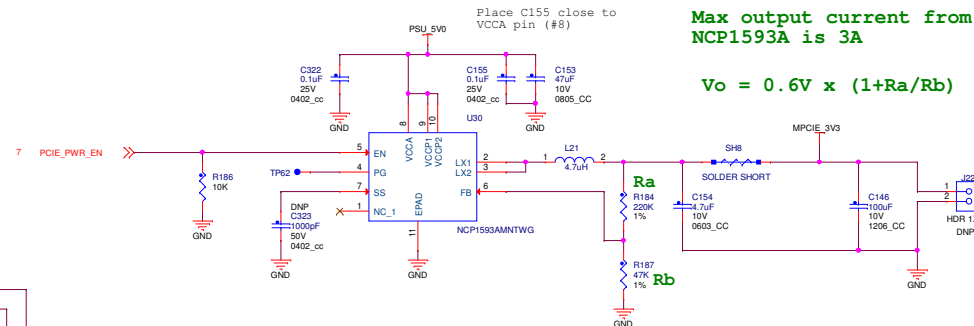 Place C155 close to
VCCA pin (#8)
Max output current from
NCP1593A is 3A
Vo = 0.6V x (1+Ra/Rb)
PSU_5V0
C322
0.1uF
25V
0402_cc
GND
C155
0.1uF
25V
0402_cc
C153
47uF
10V
0805_CC
GND
U30
8
9
10
VCCA
VCCP1
VCCP2
7 PCIE_PWR_EN
5 EN
TP62
4 PG
7 SS
1 NC_1
EPAD
11
LX1 2
LX2 3
FB 6
NCP1593AMNTWG
GND
R186
10K
GND
DNP
C323
1000pF
50V
0402_cc
GND
1 L21 2
4.7uH
Ra
R184
220K
1%
R187
47K
1%
Rb
GND
C154
4.7uF
10V
0603_CC
SH8
SOLDER SHORT
MPCIE_3V3
C146
100uF
10V
1206_CC
GND
1
2
J22
HDR 1
DNP